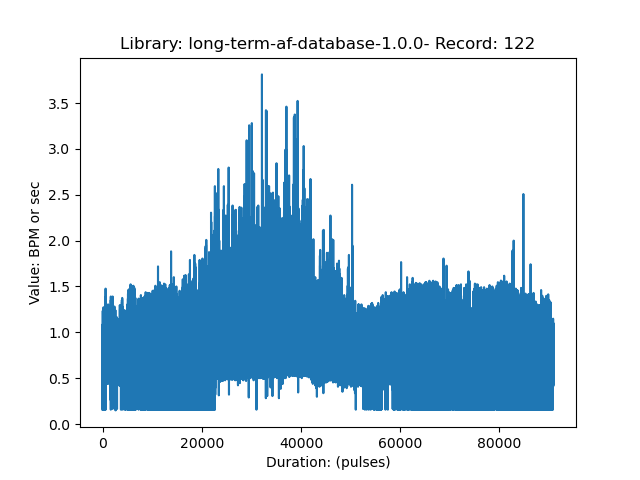 Library: long-term-af-database-1.0.0- Record: 122
Value: BPM or sec
3.5
3.0
2.5
2.0
1.5
1.0
0.5
0.0
0 20000 40000 60000 80000
Duration: (pulses)